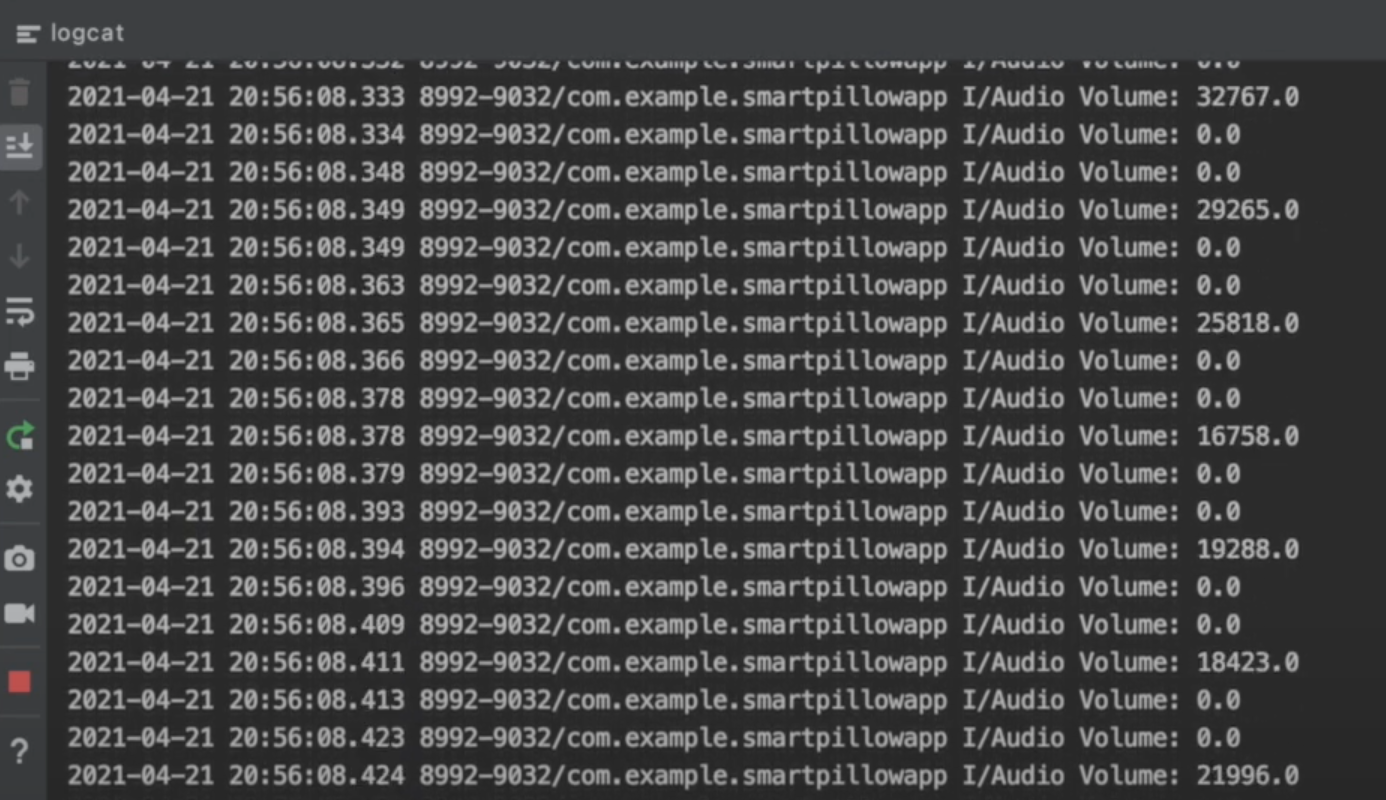 logcat
2021-04-21 20:56:08.332 8992-9032/com.example.smartpillowapp I/Audio Volume: 0.0
2021-04-21 20:56:08.333 8992-9032/com.example.smartpillowapp I/Audio Volume: 32767.0
2021-04-21 20:56:08.334 8992-9032/com.example.smartpillowapp I/Audio Volume: 0.0
2021-04-21 20:56:08.348 8992-9032/com.example.smartpillowapp I/Audio Volume: 0.0
2021-04-21 20:56:08.349 8992-9032/com.example.smartpillowapp I/Audio Volume: 29265.0
2021-04-21 20:56:08.349 8992-9032/com.example.smartpillowapp I/Audio Volume: 0.0
2021-04-21 20:56:08.363 8992-9032/com.example.smartpillowapp I/Audio Volume: 0.0
2021-04-21 20:56:08.365 8992-9032/com.example.smartpillowapp I/Audio Volume: 25818.0
2021-04-21 20:56:08.366 8992-9032/com.example.smartpillowapp I/Audio Volume: 0.0
2021-04-21 20:56:08.378 8992-9032/com.example.smartpillowapp I/Audio Volume: 0.0
2021-04-21 20:56:08.378 8992-9032/com.example.smartpillowapp I/Audio Volume: 16758.0
2021-04-21 20:56:08.379 8992-9032/com.example.smartpillowapp I/Audio Volume: 0.0
2021-04-21 20:56:08.393 8992-9032/com.example.smartpillowapp I/Audio Volume: 0.0
2021-04-21 20:56:08.394 8992-9032/com.example.smartpillowapp I/Audio Volume: 19288.0
2021-04-21 20:56:08.396 8992-9032/com.example.smartpillowapp I/Audio Volume: 0.0
2021-04-21 20:56:08.409 8992-9032/com.example.smartpillowapp I/Audio Volume: 0.0
2021-04-21 20:56:08.411 8992-9032/com.example.smartpillowapp I/Audio Volume: 18423.0
2021-04-21 20:56:08.413 8992-9032/com.example.smartpillowapp I/Audio Volume: 0.0
2021-04-21 20:56:08.423 8992-9032/com.example.smartpillowapp I/Audio Volume: 0.0
2021-04-21 20:56:08.424 8992-9032/com.example.smartpillowapp I/Audio Volume: 21996.0